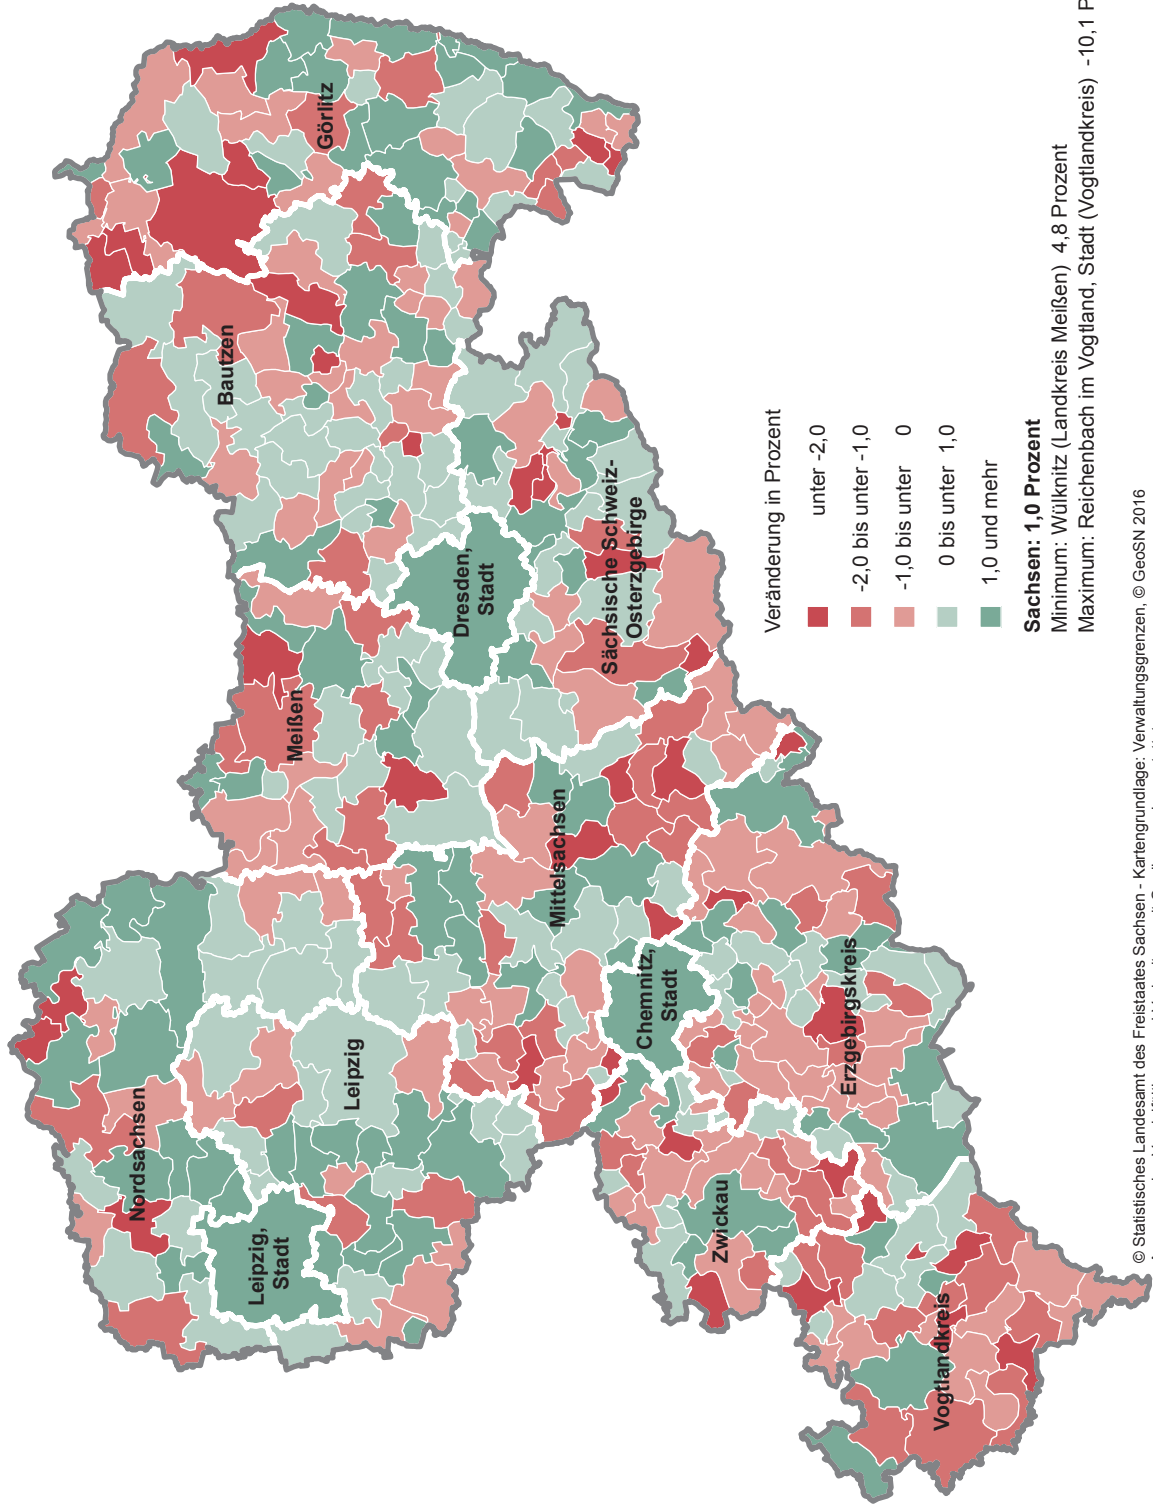 Görlitz
Bautzen
Dresden,
Stadt
Sächsische Schweiz-
Osterzgebirge
Meißen
Mittelsachsen
Chemnitz,
Stadt
Erzgebirgskreis
Leipzig
Nordsachsen
Leipzig,
Stadt
Zwickau
Vogtlandkreis
Veränderung in Prozent
unter -2,0
-2,0 bis unter -1,0
-1,0 bis unter 0
0 bis unter 1,0
1,0 und mehr
Sachsen: 1,0 Prozent
Minimum: Wülknitz (Landkreis Meißen) 4,8 Prozent
Maximum: Reichenbach im Vogtland, Stadt (Vogtlandkreis) -10,1 P
© Statistisches Landesamt des Freistaates Sachsen - Kartengrundlage: Verwaltungsgrenzen, © GeoSN 2016